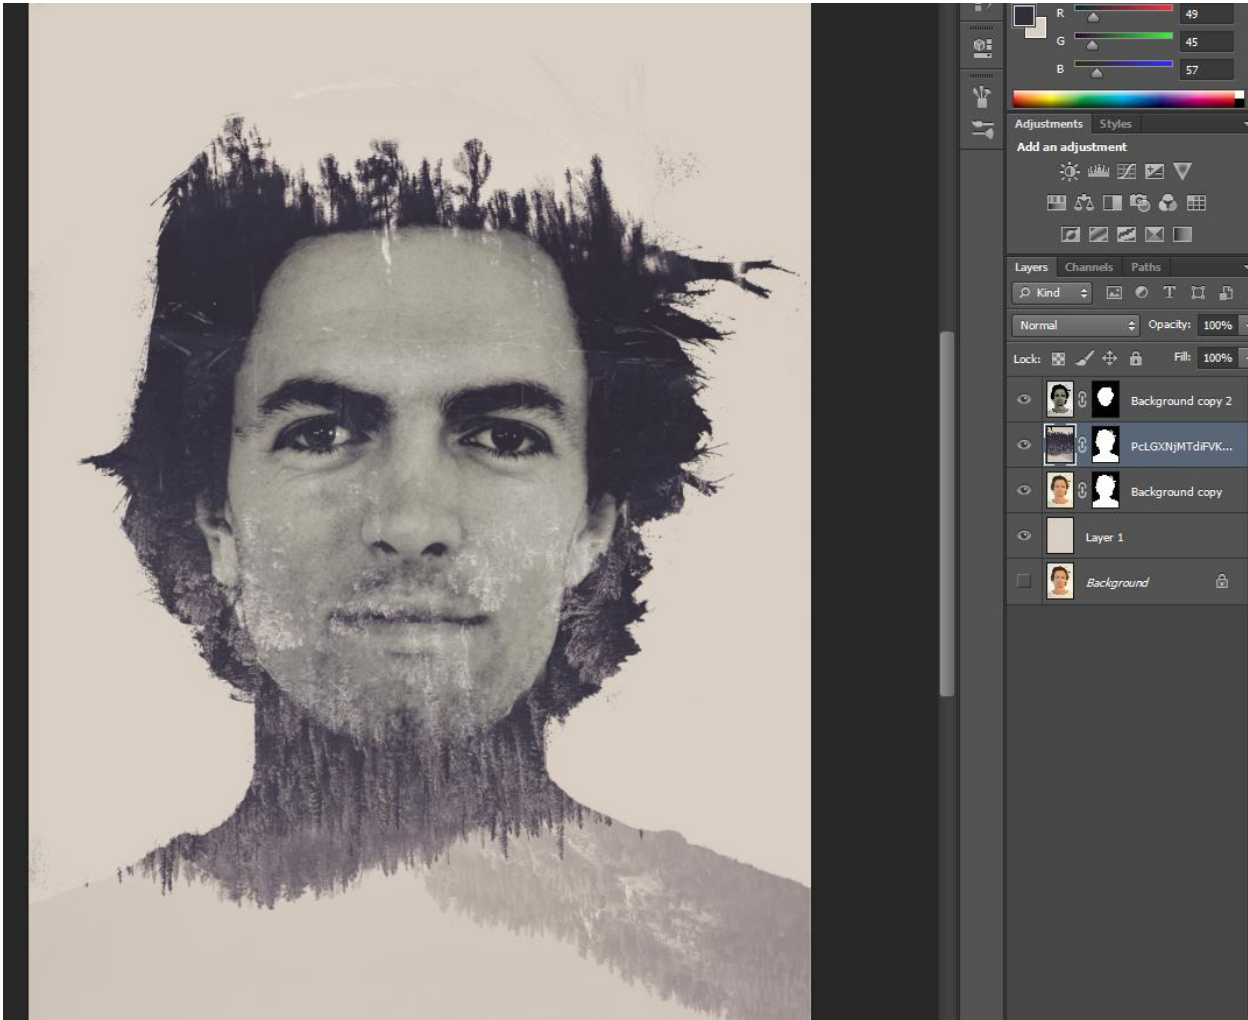 R 49
G 45
B 57
Adjustments Styles
Add an adjustment
Layers Channels Paths
Kind T
Normal Opacity: 100%
Lock: Fill: 100%
Background copy 2
PcLGXNjMTdiFVK...
Background copy
Layer 1
Background